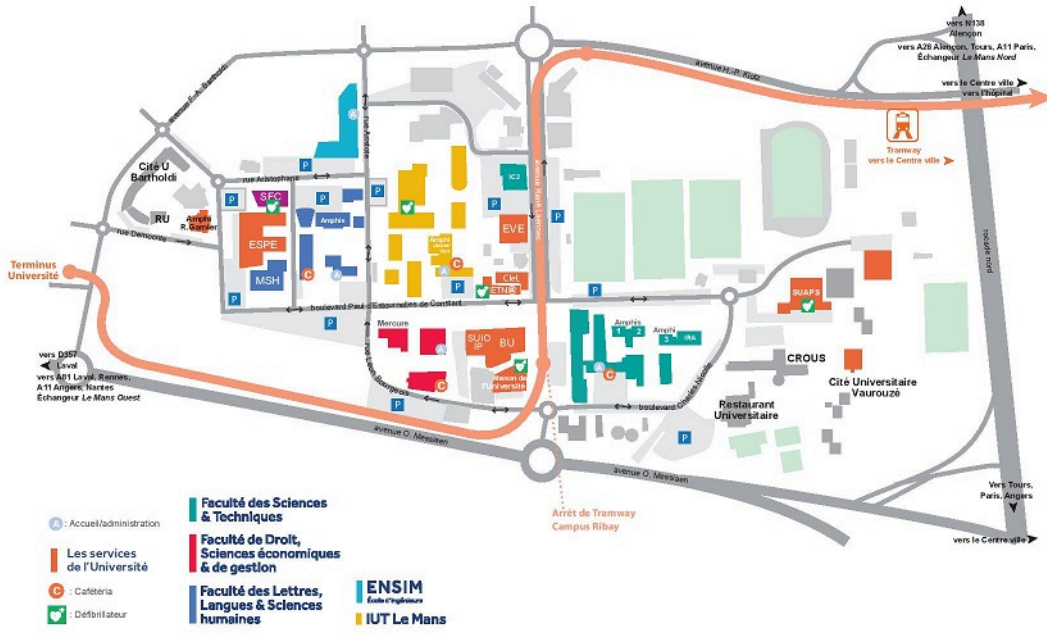 vers N138
Alençon
vers A28 Alençon, Tours, A11 Paris,
Échangeur Le Mans Nord
avenue H.-P. Klotz
vers le Centre ville
vers l'hôpital
Tramway
vers le Centre ville
avenue F.-A. Bartholdi
rue Aristote
A
P
Cité U
Bartholdi
rue Aristophane
IC2
avenue René Laennec
RU
Amphi
R. Garnier
rue Démocrite
SFC
Amphis
P
P
P
P
P
ESPE
MSH
C
A
EVE
C
A
CleL
ETN@
P
rocade nord
Terminus
Université
P
boulevard Paul d'Estournelles de Constant
P
P
SUAPS
Mercure
A
SUIO
IP
BU
Maison de
l'université
C
rue Léon Bourgeois
P
P
Amphis
1 2
Amphi
3
IRA
A
C
boulevard Charles Nicolle
P
CROUS
Cité Universitaire
Vaurouzé
Restaurant
Universitaire
vers D357
Laval
vers A81 Laval, Rennes,
A11 Angers, Nantes
Échangeur Le Mans Ouest
avenue O. Messiaen
avenue O. Messiaen
Vers Tours,
Paris, Angers
vers le Centre ville
Arrêt de Tramway
Campus Ribay
A : Accueil/administration
Les services
de l'Université
C : Cafétéria
: Défibrillateur
Faculté des Sciences
& Techniques
Faculté de Droit,
Sciences économiques
& de gestion
Faculté des Lettres,
Langues & Sciences
humaines
ENSIM
École d'ingénieurs
IUT Le Mans